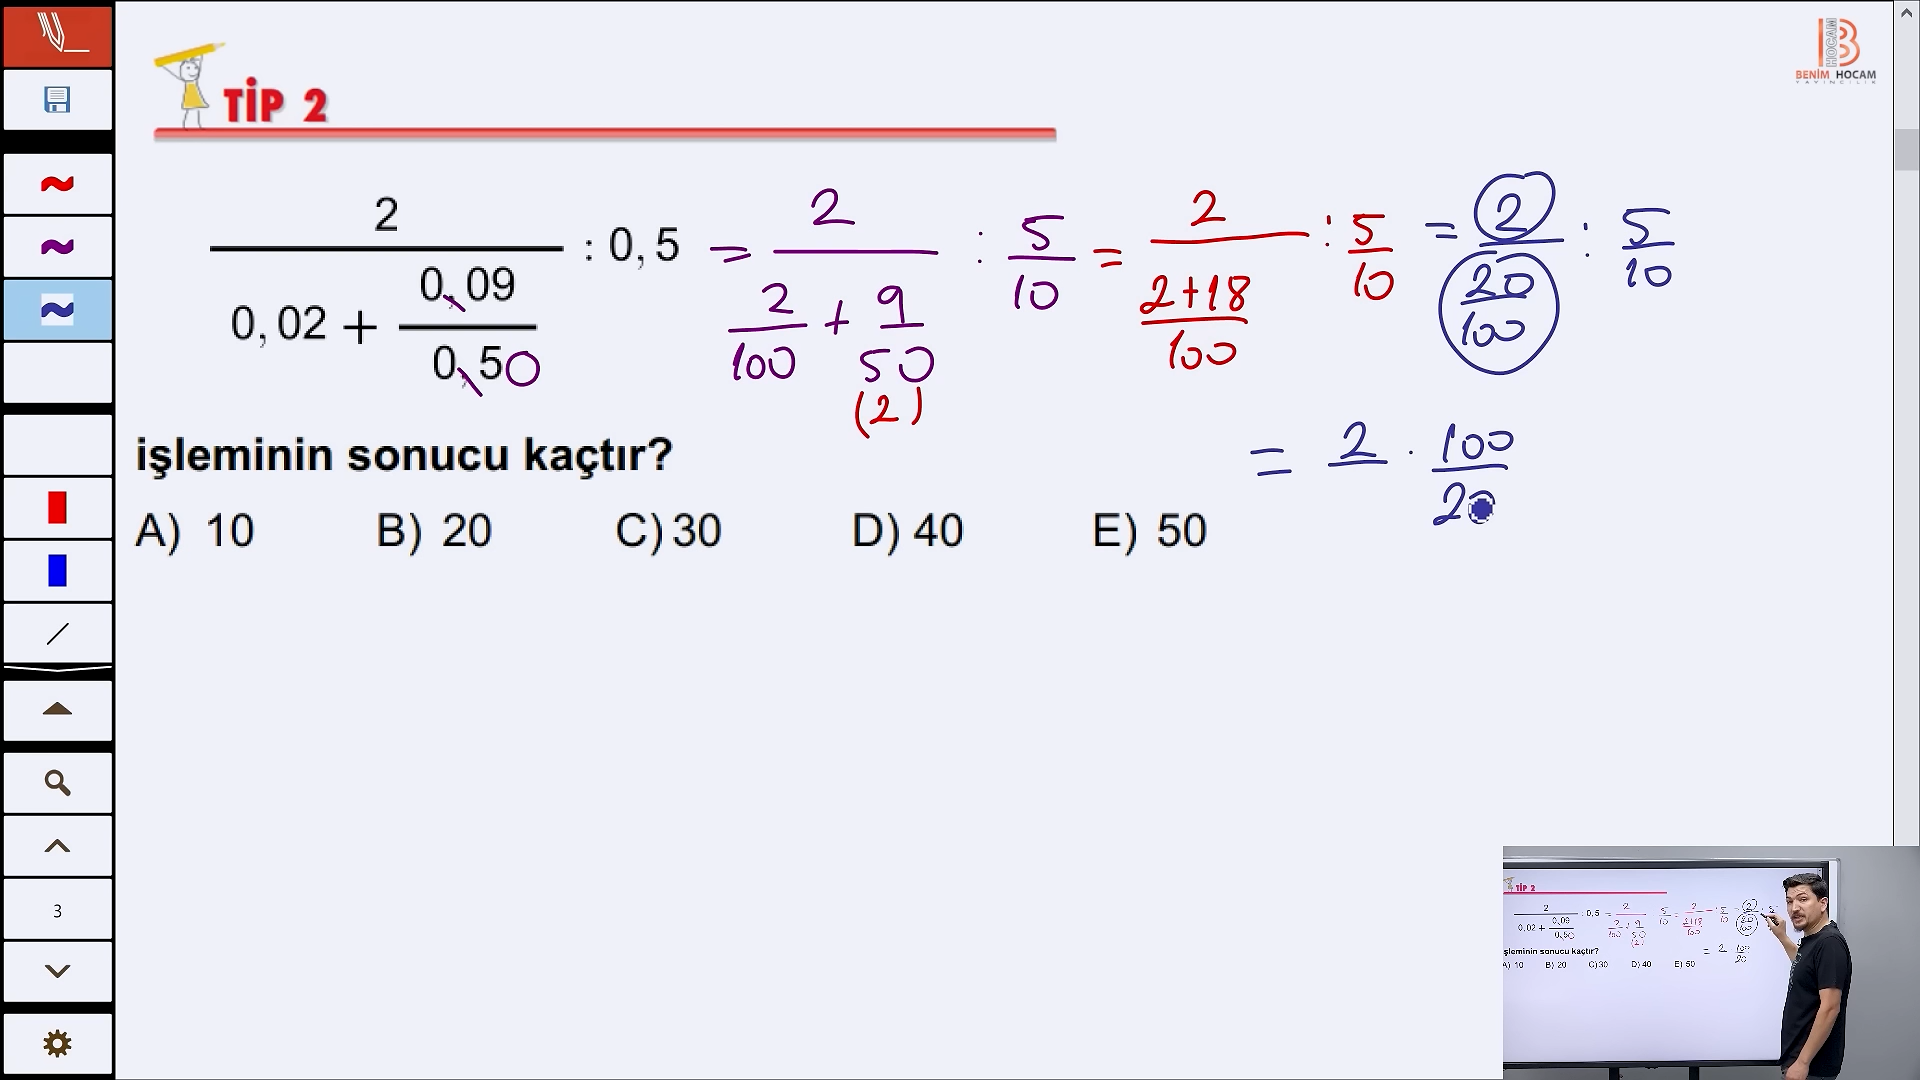 BENİM HOCAM
YAYINCILIK
TİP 2
2 / (0,02 + 0,09 / 0,50) : 0,5 = 2 / (2/100 + 9/50) : 5/10 = 2 / ((2+18)/100) : 5/10 = 2 / (20/100) : 5/10
(2)
= 2 . 100/20
işleminin sonucu kaçtır?
A) 10 B) 20 C) 30 D) 40 E) 50
3